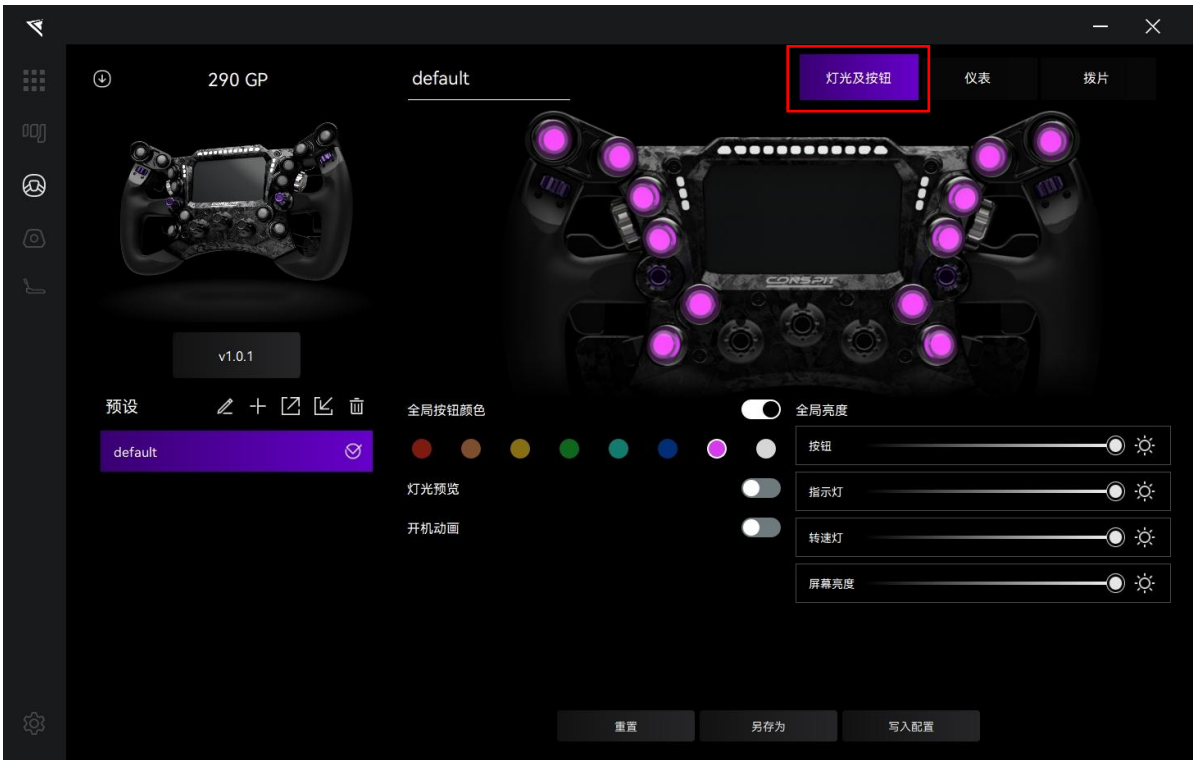 290 GP
default
灯光及按钮
仪表
拨片
CONSPIT
v1.0.1
预设
default
全局按钮颜色
灯光预览
开机动画
全局亮度
按钮
指示灯
转速灯
屏幕亮度
重置
另存为
写入配置